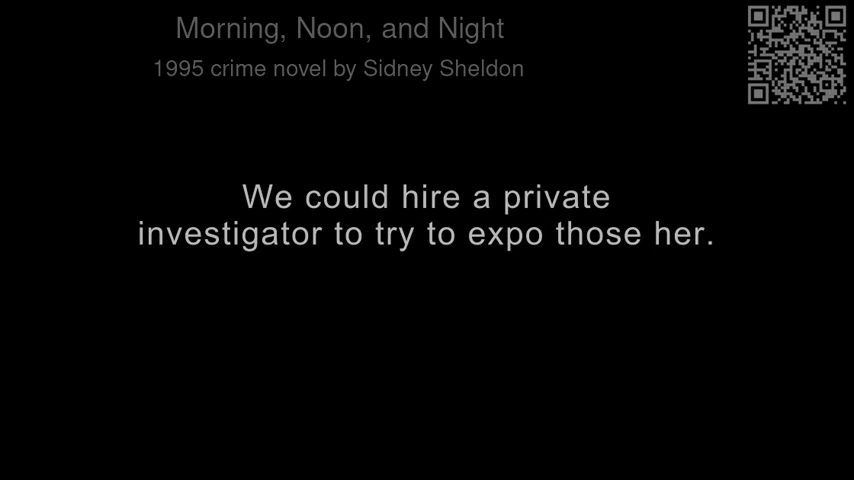 Morning, Noon, and Night
1995 crime novel by Sidney Sheldon
We could hire a private
investigator to try to expo those her.